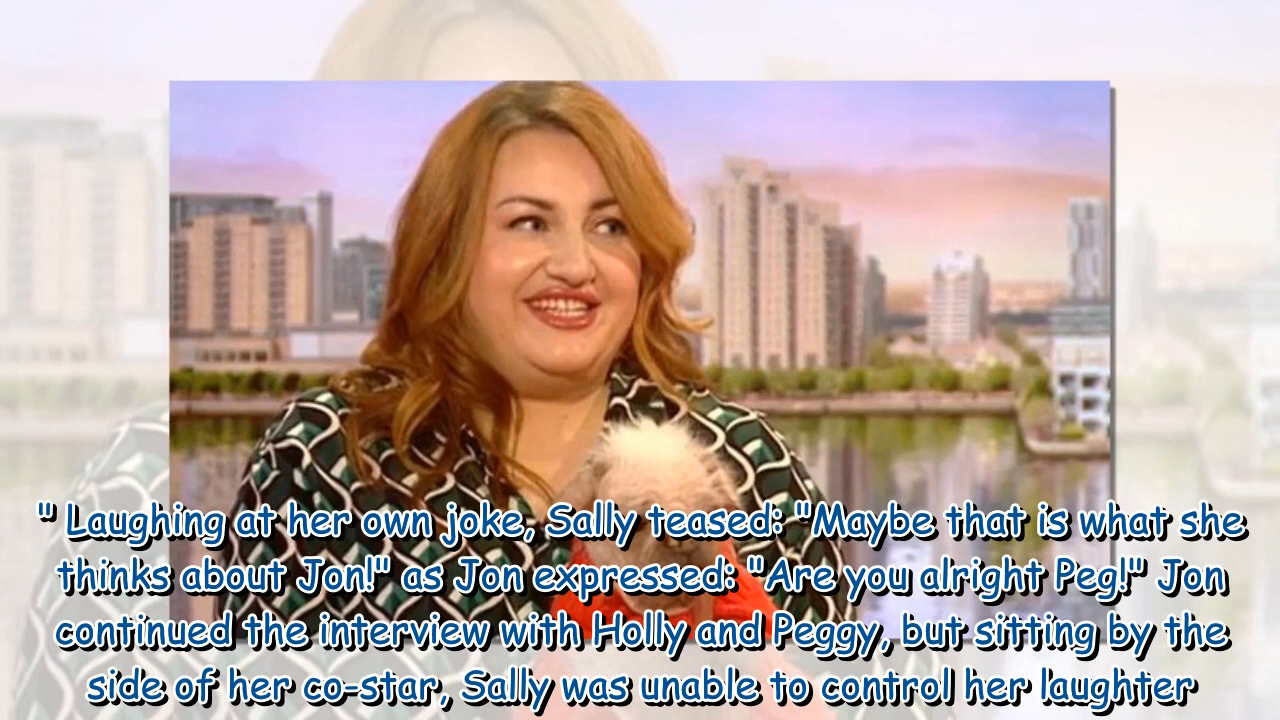 " Laughing at her own joke, Sally teased: "Maybe that is what she
thinks about Jon!" as Jon expressed: "Are you alright Peg!" Jon
continued the interview with Holly and Peggy, but sitting by the
side of her co-star, Sally was unable to control her laughter